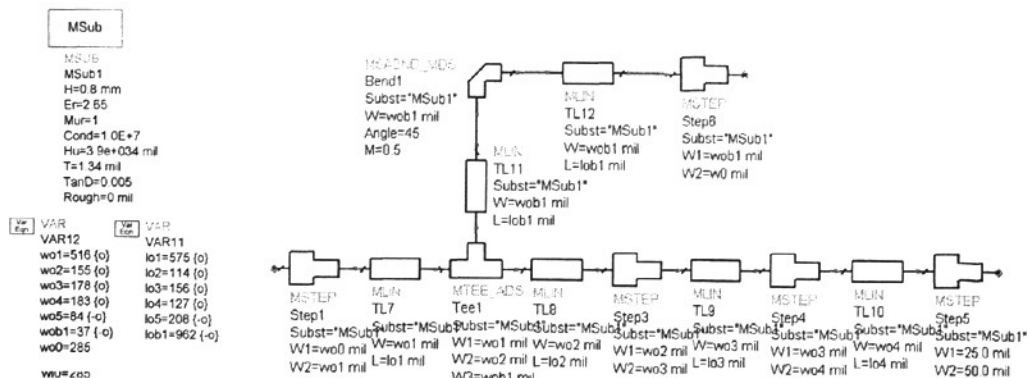 MSub
MSUB
MSub1
H=0.8 mm
Er=2.65
Mur=1
Cond=1.0E+7
Hu=3.9e+034 mil
T=1.34 mil
TanD=0.005
Rough=0 mil
Var
Eqn
VAR
VAR12
wo1=516 {o}
wo2=155 {o}
wo3=178 {o}
wo4=183 {o}
wo5=84 {-o}
wob1=37 {-o}
wo0=285
Var
Eqn
VAR
VAR11
lo1=575 {o}
lo2=114 {o}
lo3=156 {o}
lo4=127 {o}
lo5=208 {-o}
lob1=962 {-o}
Bend1
Subst="MSub1"
W=wob1 mil
Angle=45
M=0.5
MLIN
TL12
Subst="MSub1"
W=wob1 mil
L=lob1 mil
MSTEP
Step6
Subst="MSub1"
W1=wob1 mil
W2=w0 mil
MLIN
TL11
Subst="MSub1"
W=wob1 mil
L=lob1 mil
MSTEP
Step1
Subst="MSub1"
W1=wo0 mil
W2=wo1 mil
MLIN
TL7
Subst="MSub1"
W=wo1 mil
L=lo1 mil
MTEE_ADS
Tee1
Subst="MSub1"
W1=wo1 mil
W2=wo2 mil
W3=wob1 mil
MLIN
TL8
Subst="MSub1"
W=wo2 mil
L=lo2 mil
MSTEP
Step3
Subst="MSub1"
W1=wo2 mil
W2=wo3 mil
MLIN
TL9
Subst="MSub1"
W=wo3 mil
L=lo3 mil
MSTEP
Step4
Subst="MSub1"
W1=wo3 mil
W2=wo4 mil
MLIN
TL10
Subst="MSub1"
W=wo4 mil
L=lo4 mil
MSTEP
Step5
Subst="MSub1"
W1=25.0 mil
W2=50.0 mil